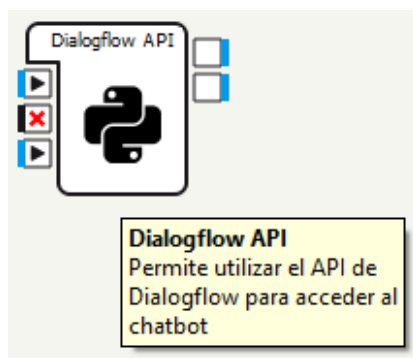 Dialogflow API
Dialogflow API
Permite utilizar el API de
Dialogflow para acceder al
chatbot